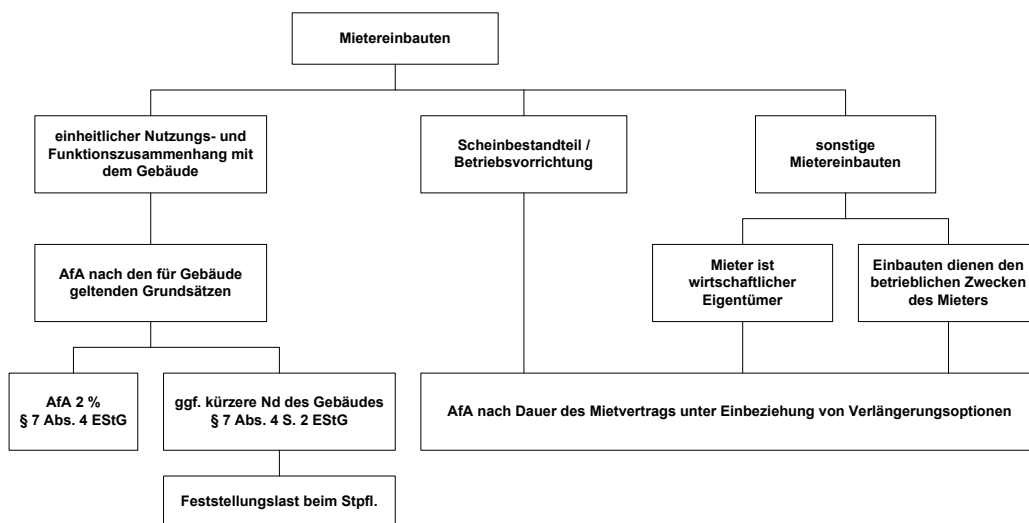 Mietereinbauten
einheitlicher Nutzungs- und
Funktionszusammenhang mit
dem Gebäude
Scheinbestandteil /
Betriebsvorrichtung
sonstige
Mietereinbauten
AfA nach den für Gebäude
geltenden Grundsätzen
Mieter ist
wirtschaftlicher
Eigentümer
Einbauten dienen den
betrieblichen Zwecken
des Mieters
AfA 2 %
§ 7 Abs. 4 EStG
ggf. kürzere Nd des Gebäudes
§ 7 Abs. 4 S. 2 EStG
AfA nach Dauer des Mietvertrags unter Einbeziehung von Verlängerungsoptionen
Feststellungslast beim Stpfl.